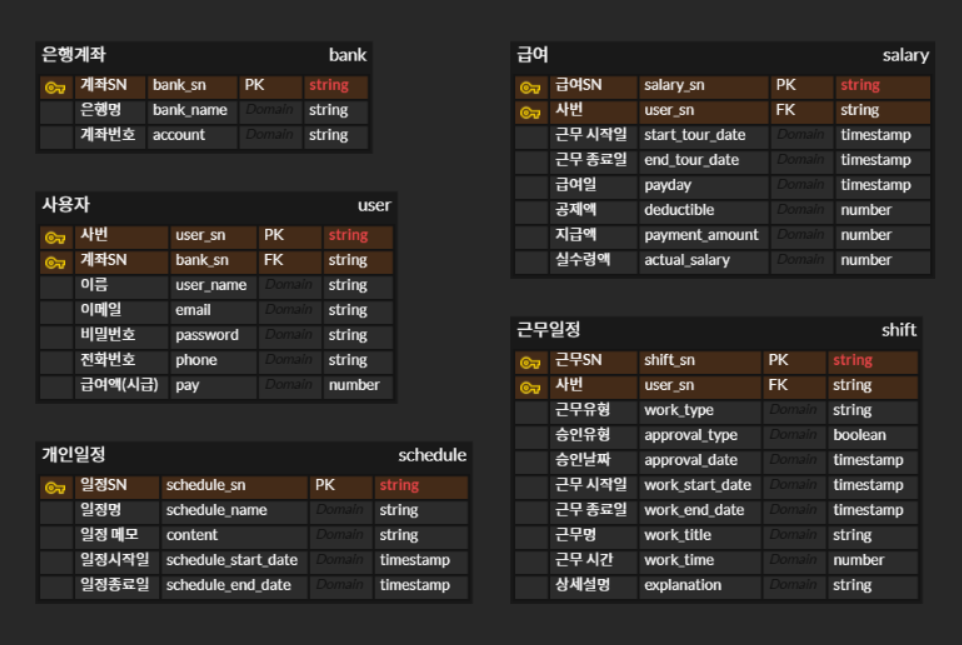 은행계좌 bank
계좌SN bank_sn PK string
은행명 bank_name Domain string
계좌번호 account Domain string
사용자 user
사번 user_sn PK string
계좌SN bank_sn FK string
이름 user_name Domain string
이메일 email Domain string
비밀번호 password Domain string
전화번호 phone Domain string
급여액(시급) pay Domain number
개인일정 schedule
일정SN schedule_sn PK string
일정명 schedule_name Domain string
일정 메모 content Domain string
일정시작일 schedule_start_date Domain timestamp
일정종료일 schedule_end_date Domain timestamp
급여 salary
급여SN salary_sn PK string
사번 user_sn FK string
근무 시작일 start_tour_date Domain timestamp
근무 종료일 end_tour_date Domain timestamp
급여일 payday Domain timestamp
공제액 deductible Domain number
지급액 payment_amount Domain number
실수령액 actual_salary Domain number
근무일정 shift
근무SN shift_sn PK string
사번 user_sn FK string
근무유형 work_type Domain string
승인유형 approval_type Domain boolean
승인날짜 approval_date Domain timestamp
근무 시작일 work_start_date Domain timestamp
근무 종료일 work_end_date Domain timestamp
근무명 work_title Domain string
근무 시간 work_time Domain number
상세설명 explanation Domain string